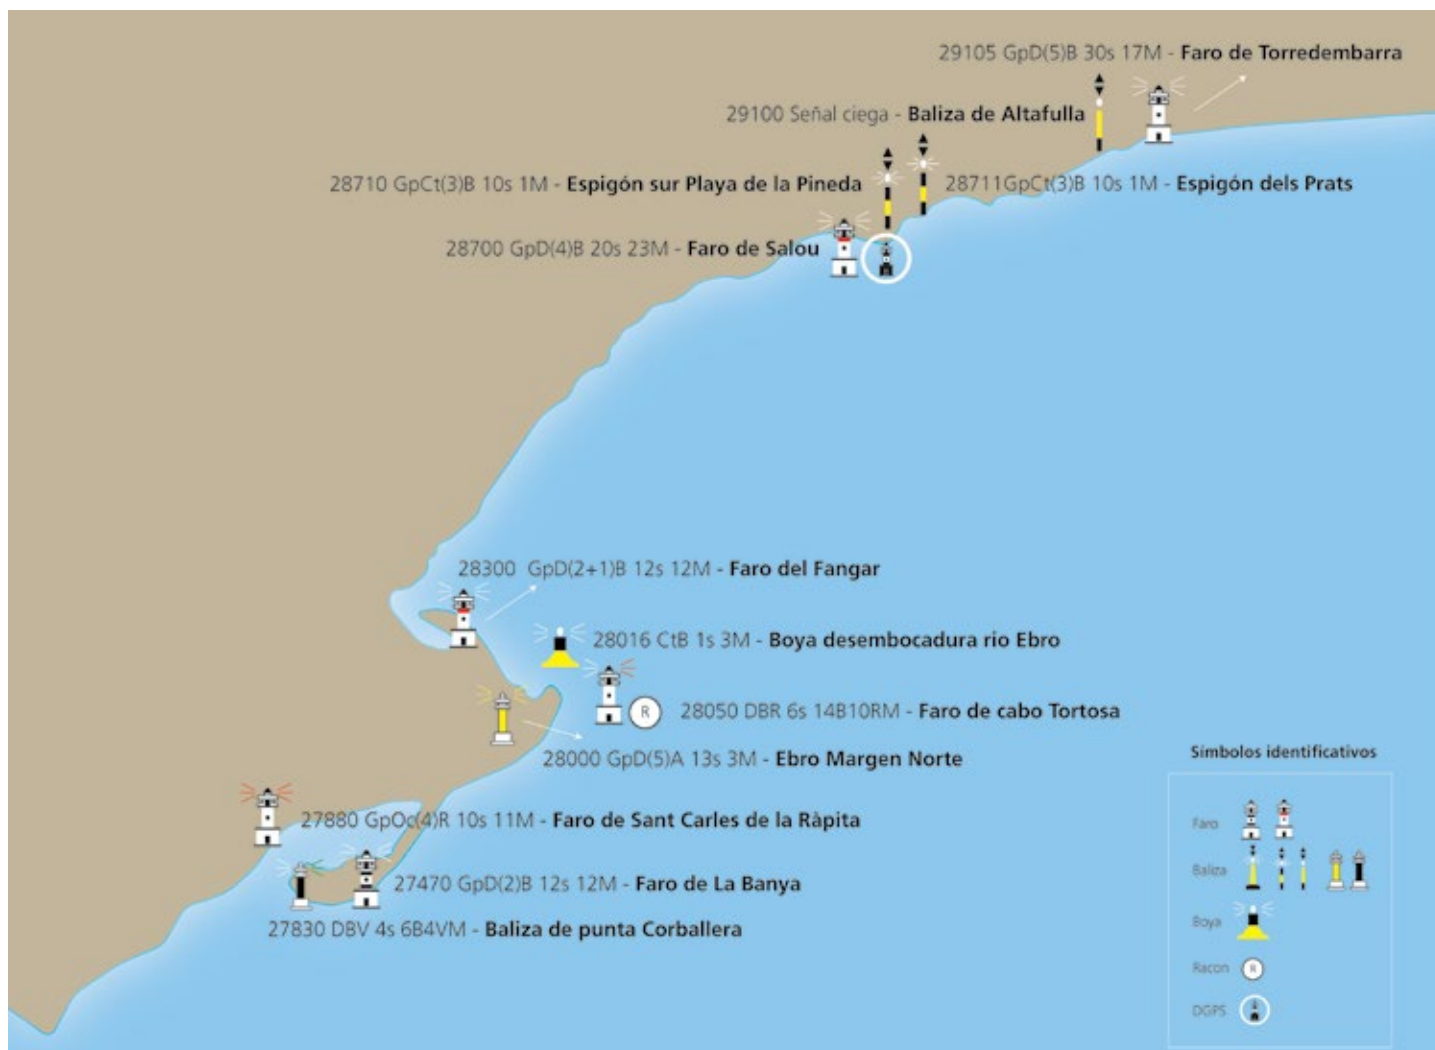 29105 GpD(5)B 30s 17M - Faro de Torredembarra
29100 Señal ciega - Baliza de Altafulla
28710 GpCt(3)B 10s 1M - Espigón sur Playa de la Pineda
28711GpCt(3)B 10s 1M - Espigón dels Prats
28700 GpD(4)B 20s 23M - Faro de Salou
28300 GpD(2+1)B 12s 12M - Faro del Fangar
28016 CtB 1s 3M - Boya desembocadura rio Ebro
R
28050 DBR 6s 14B10RM - Faro de cabo Tortosa
28000 GpD(5)A 13s 3M - Ebro Margen Norte
27880 GpOc(4)R 10s 11M - Faro de Sant Carles de la Ràpita
27470 GpD(2)B 12s 12M - Faro de La Banya
27830 DBV 4s 6B4VM - Baliza de punta Corballera
Símbolos identificativos
Faro
Baliza
Boya
Racon R
DGPS